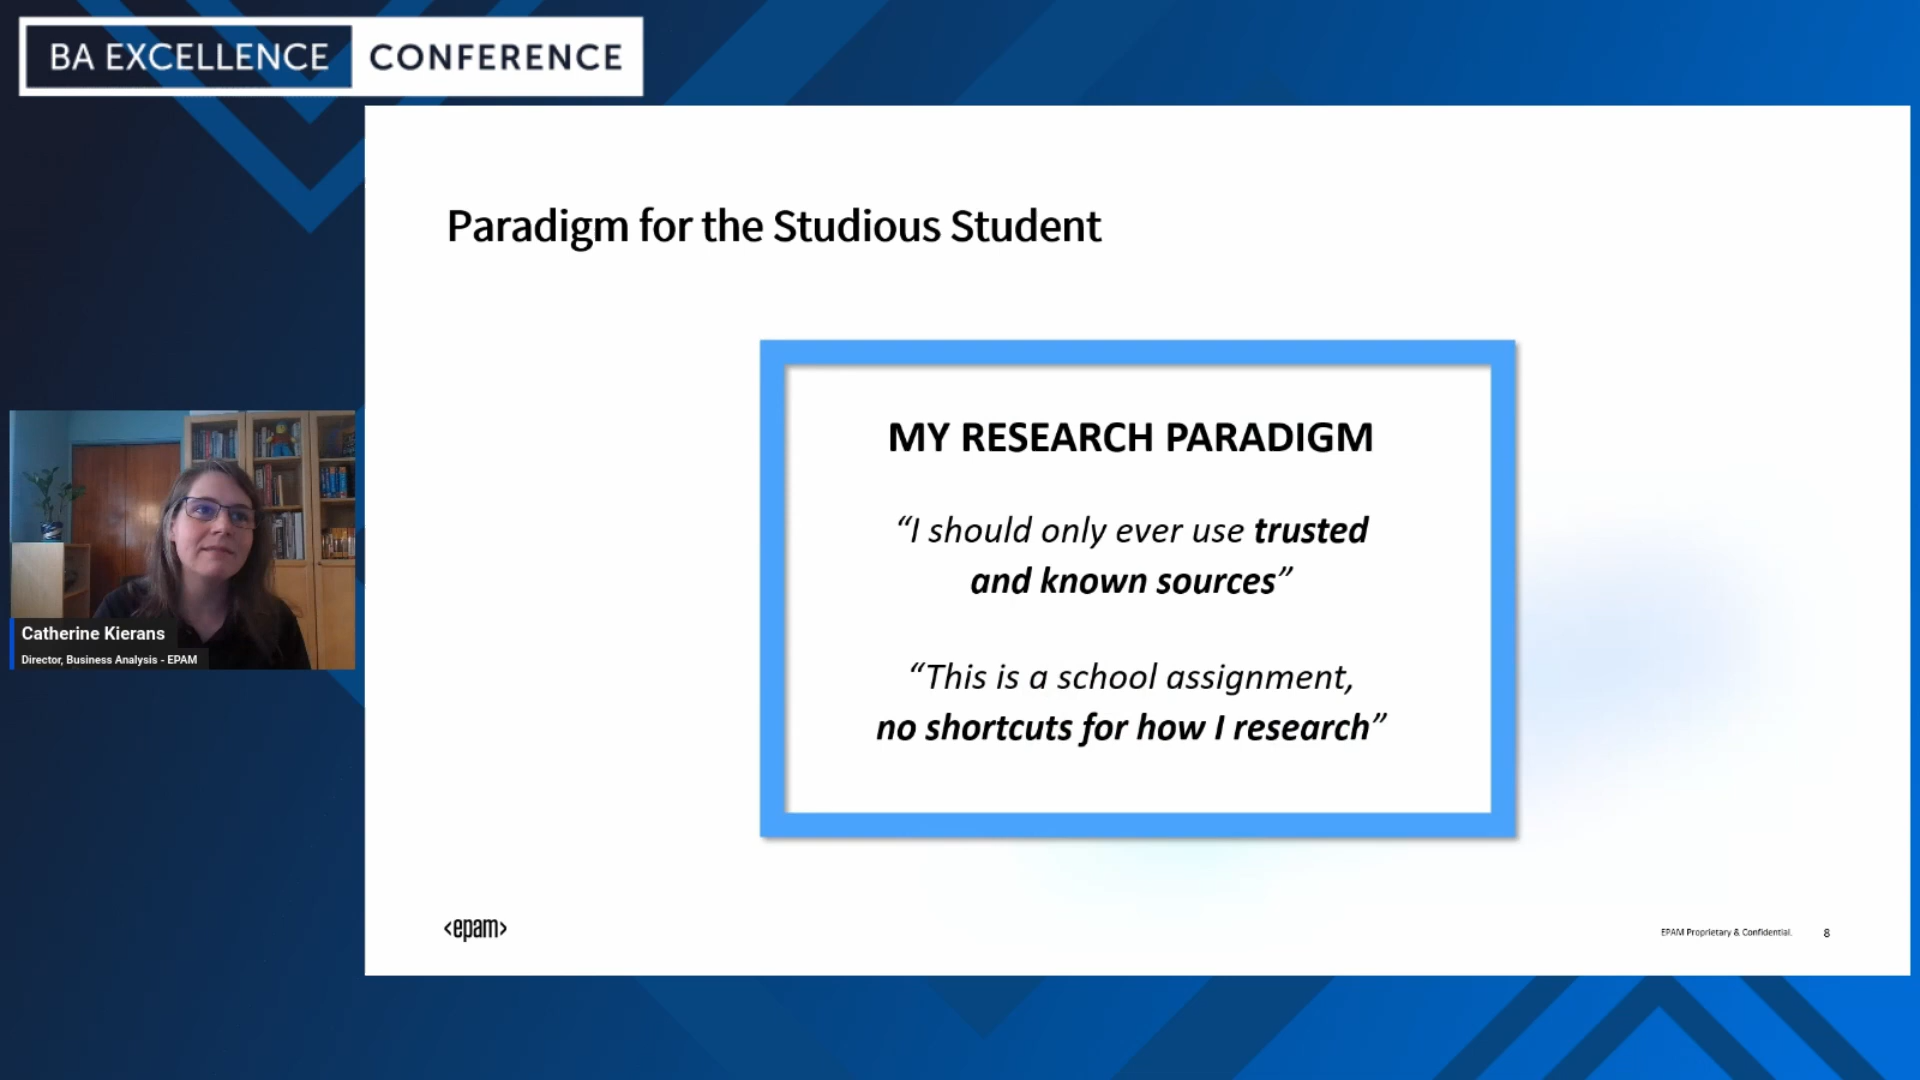 BA EXCELLENCE CONFERENCE
Paradigm for the Studious Student
MY RESEARCH PARADIGM
“I should only ever use trusted
and known sources”
“This is a school assignment,
no shortcuts for how I research”
Catherine Kierans
Director, Business Analysis - EPAM
<epam>
EPAM Proprietary & Confidential. 8